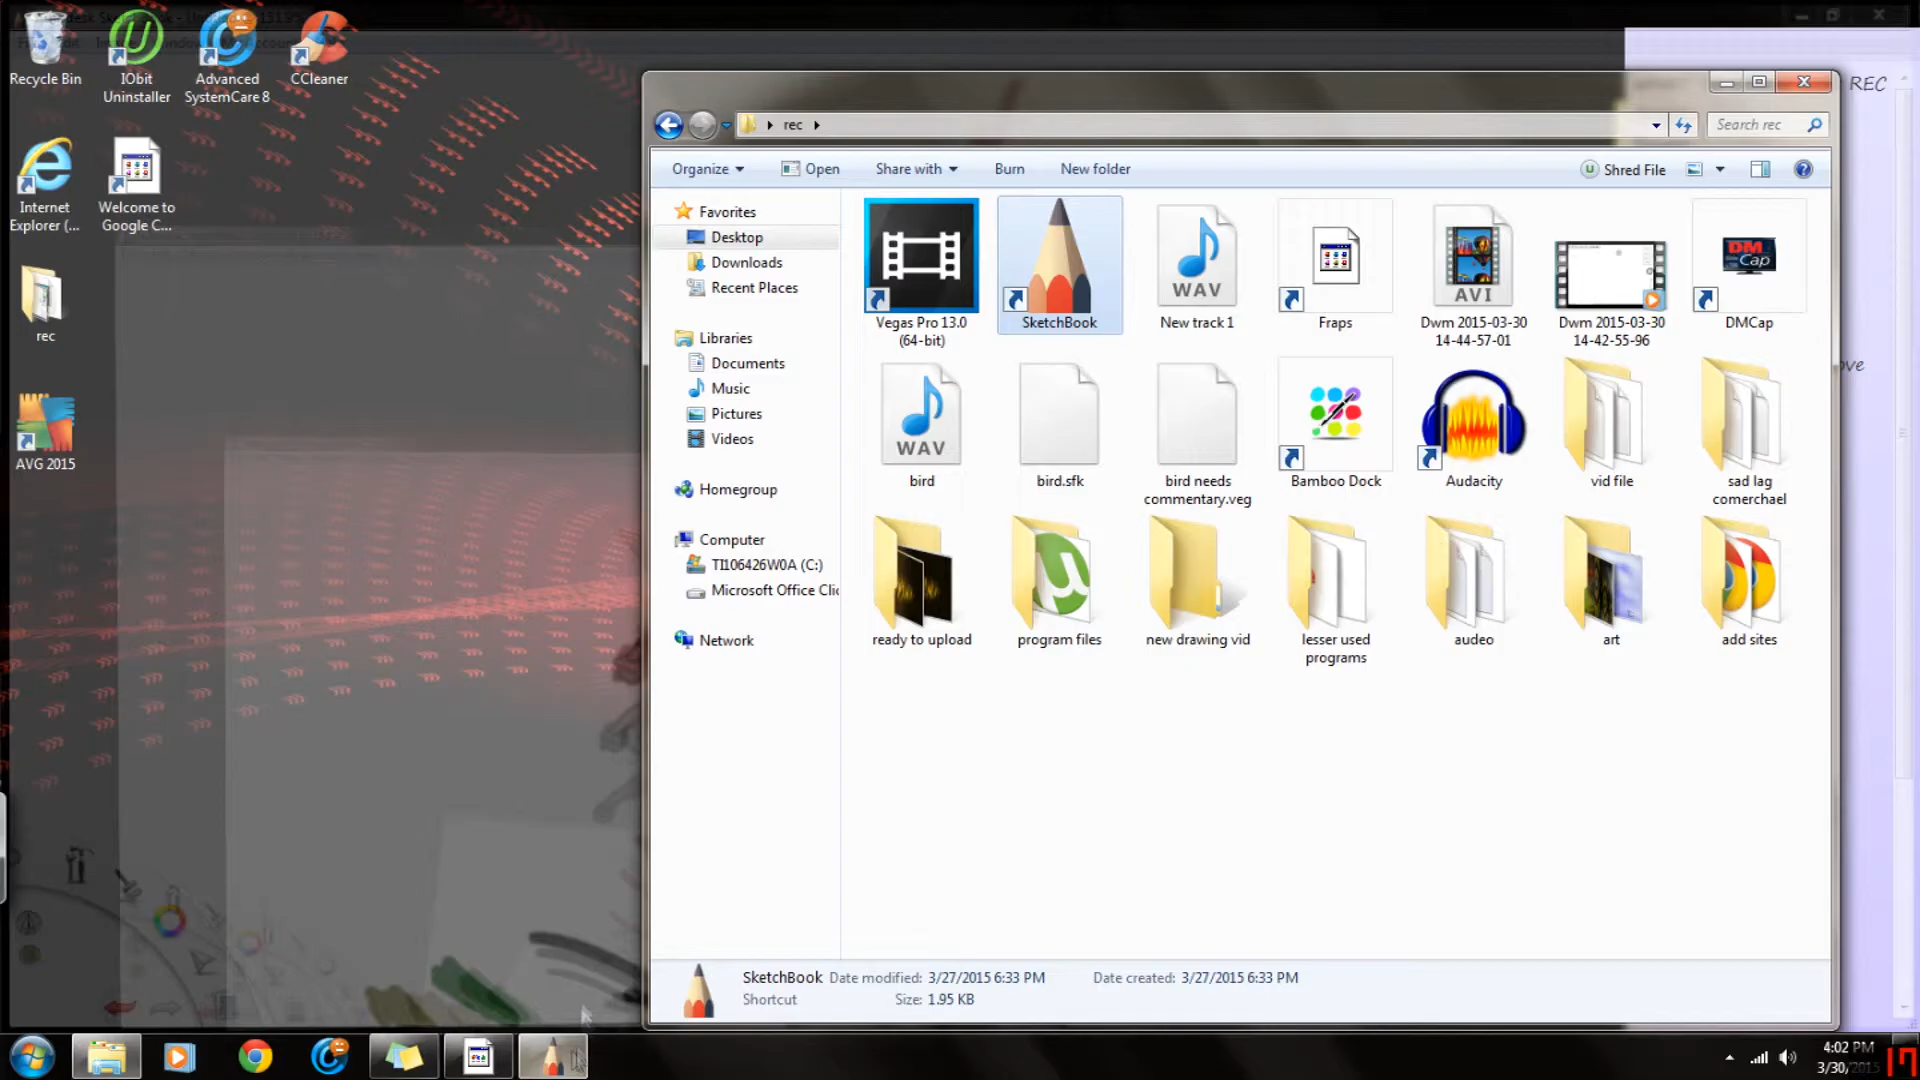 Recycle Bin
IObit
Uninstaller
Advanced
SystemCare 8
CCleaner
Internet
Explorer (...
Welcome to
Google C...
rec
AVG 2015
REC
ove
rec
Search rec
Organize
Open
Share with
Burn
New folder
Shred File
Favorites
Desktop
Downloads
Recent Places
Libraries
Documents
Music
Pictures
Videos
Homegroup
Computer
TI106426W0A (C:)
Microsoft Office Clic
Network
Vegas Pro 13.0
(64-bit)
SketchBook
WAV
New track 1
Fraps
AVI
Dwm 2015-03-30
14-44-57-01
Dwm 2015-03-30
14-42-55-96
DM
Cap
DMCap
WAV
bird
bird.sfk
bird needs
commentary.veg
Bamboo Dock
Audacity
vid file
sad lag
comerchael
ready to upload
program files
new drawing vid
lesser used
programs
audeo
art
add sites
SketchBook Date modified: 3/27/2015 6:33 PM Date created: 3/27/2015 6:33 PM
Shortcut Size: 1.95 KB
4:02 PM
3/30/2015
17